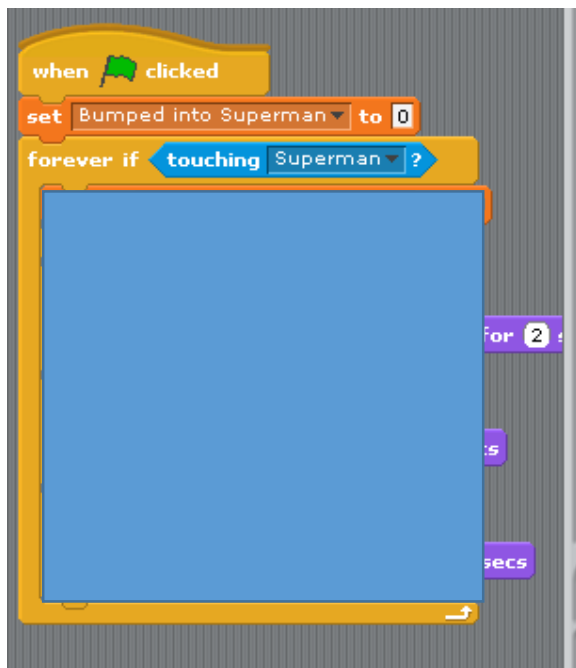 when clicked
set Bumped into Superman to 0
forever if touching Superman ?
for 2 s
secs